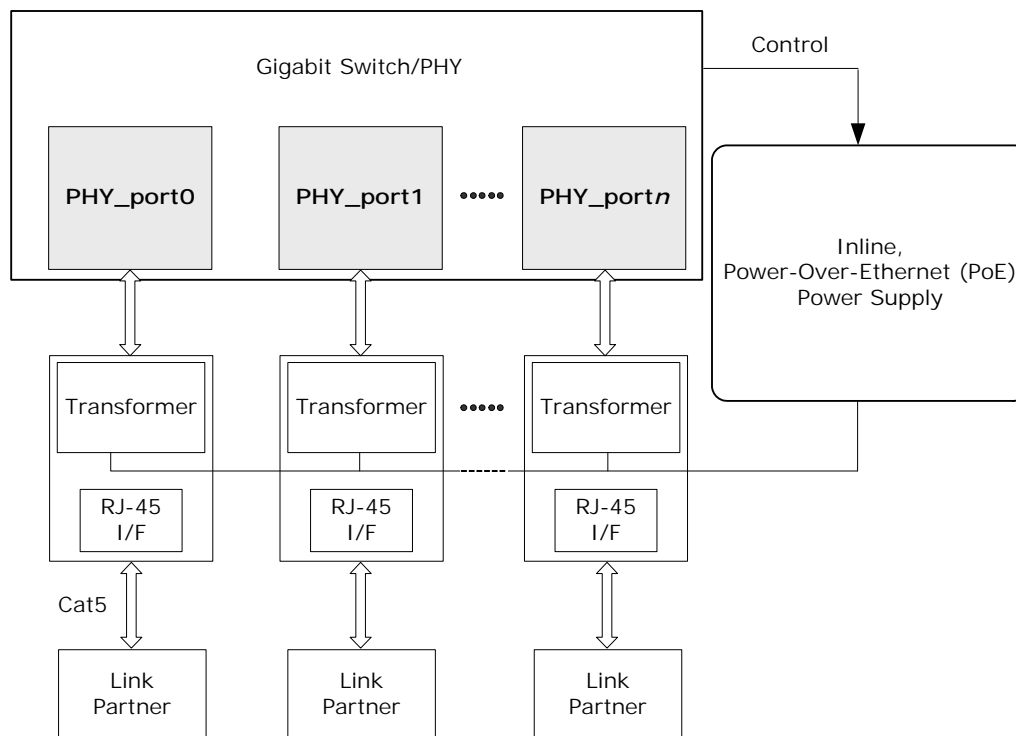 Control
Gigabit Switch/PHY
PHY_port0
PHY_port1
PHY_portn
Inline,
Power-Over-Ethernet (PoE)
Power Supply
Transformer
Transformer
Transformer
RJ-45
I/F
RJ-45
I/F
RJ-45
I/F
Cat5
Link
Partner
Link
Partner
Link
Partner